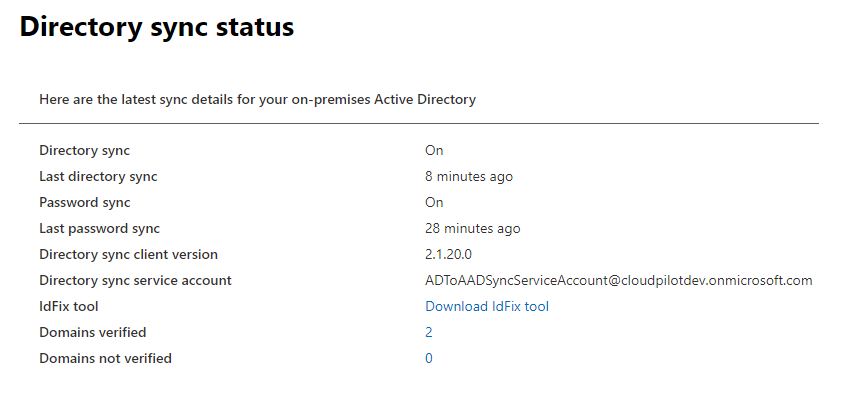 Directory sync status
Here are the latest sync details for your on-premises Active Directory
Directory sync On
Last directory sync 8 minutes ago
Password sync On
Last password sync 28 minutes ago
Directory sync client version 2.1.20.0
Directory sync service account ADToAADSyncServiceAccount@cloudpilotdev.onmicrosoft.com
IdFix tool Download IdFix tool
Domains verified 2
Domains not verified 0